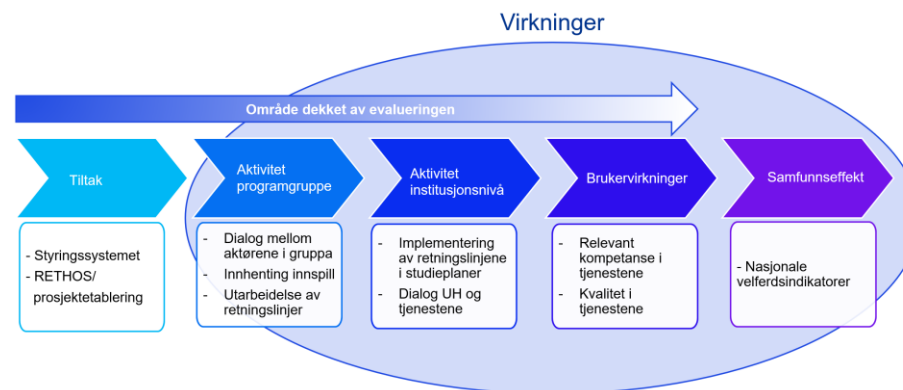 Virkninger
Område dekket av evalueringen
Tiltak
Aktivitet
programgruppe
Aktivitet
institusjonsnivå
Brukervirkninger
Samfunnseffekt
- Styringssystemet
- RETHOS/
prosjektetablering
- Dialog mellom
aktørene i gruppa
- Innhenting innspill
- Utarbeidelse av
retningslinjer
- Implementering
av retningslinjene
i studieplaner
- Dialog UH og
tjenestene
- Relevant
kompetanse i
tjenestene
- Kvalitet i
tjenestene
- Nasjonale
velferdsindikatorer